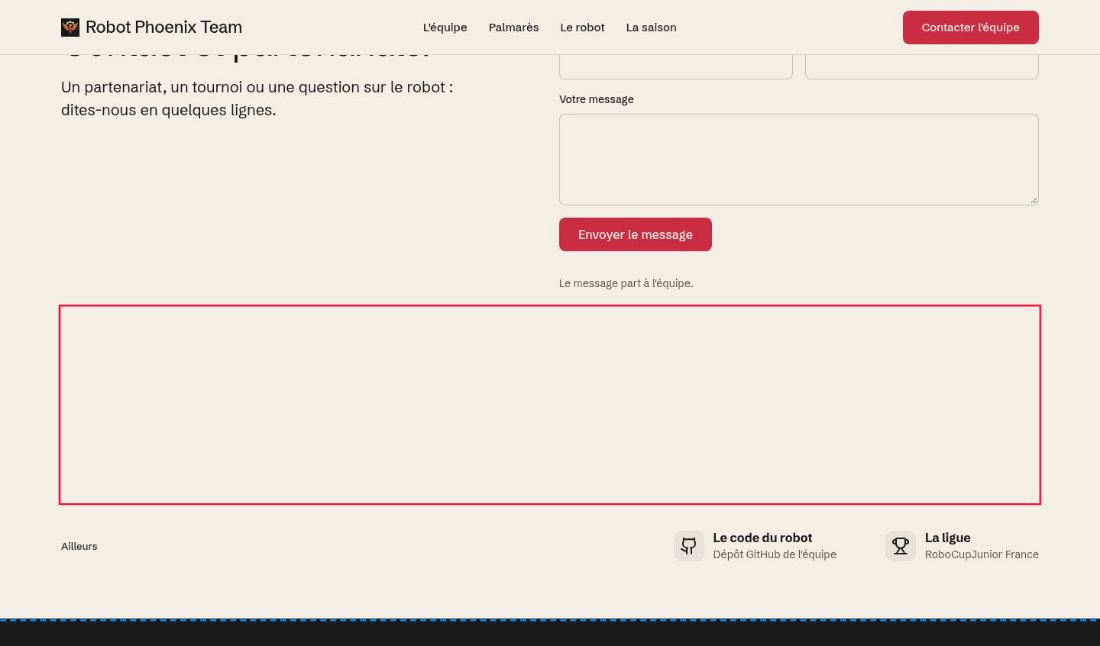 Robot Phoenix Team
L'équipe
Palmarès
Le robot
La saison
Contacter l'équipe
Un partenariat, un tournoi ou une question sur le robot :
dites-nous en quelques lignes.
Votre message
Envoyer le message
Le message part à l'équipe.
Ailleurs
Le code du robot
Dépôt GitHub de l'équipe
La ligue
RoboCupJunior France